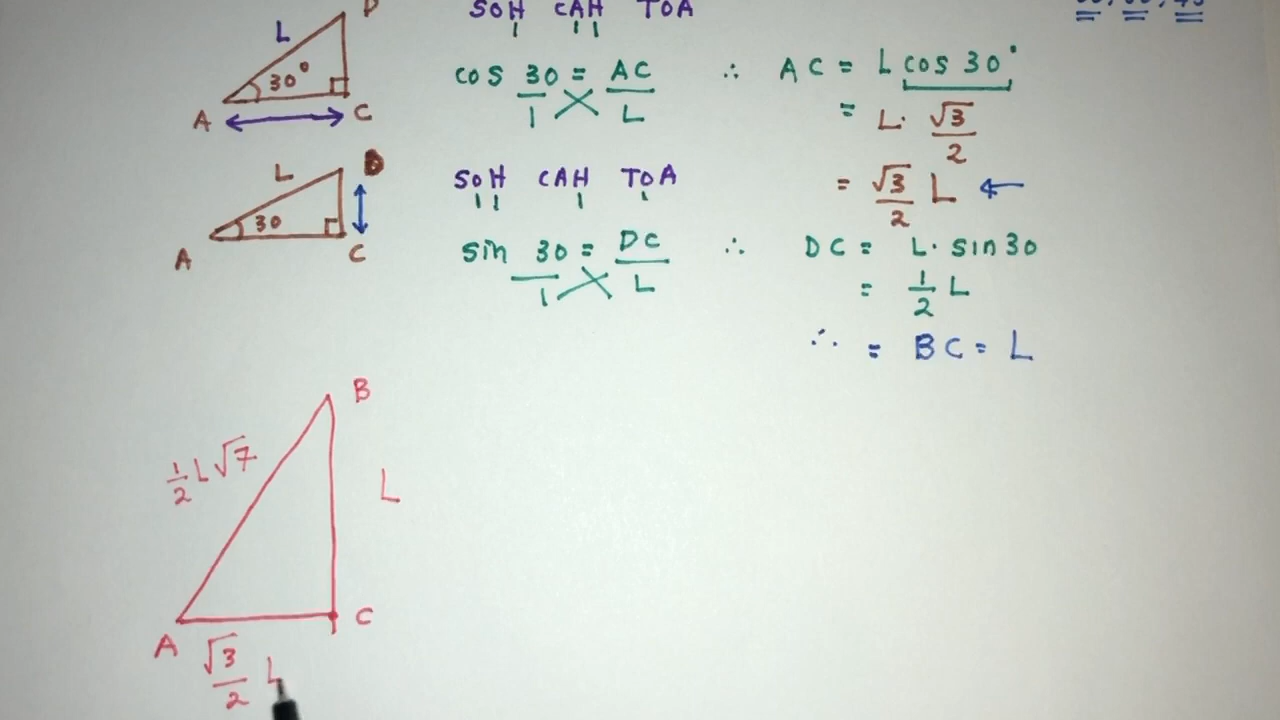 SOH CAH TOA
L
30°
A
C
cos 30/1 = AC/L ∴ AC = L cos 30°
= L · √3/2
= √3/2 L ←
L
D
30
A
C
SOH CAH TOA
sin 30/1 = DC/L ∴ DC = L · sin 30
= 1/2 L
∴ = BC = L
B
1/2 L √7
L
A
C
√3/2 L